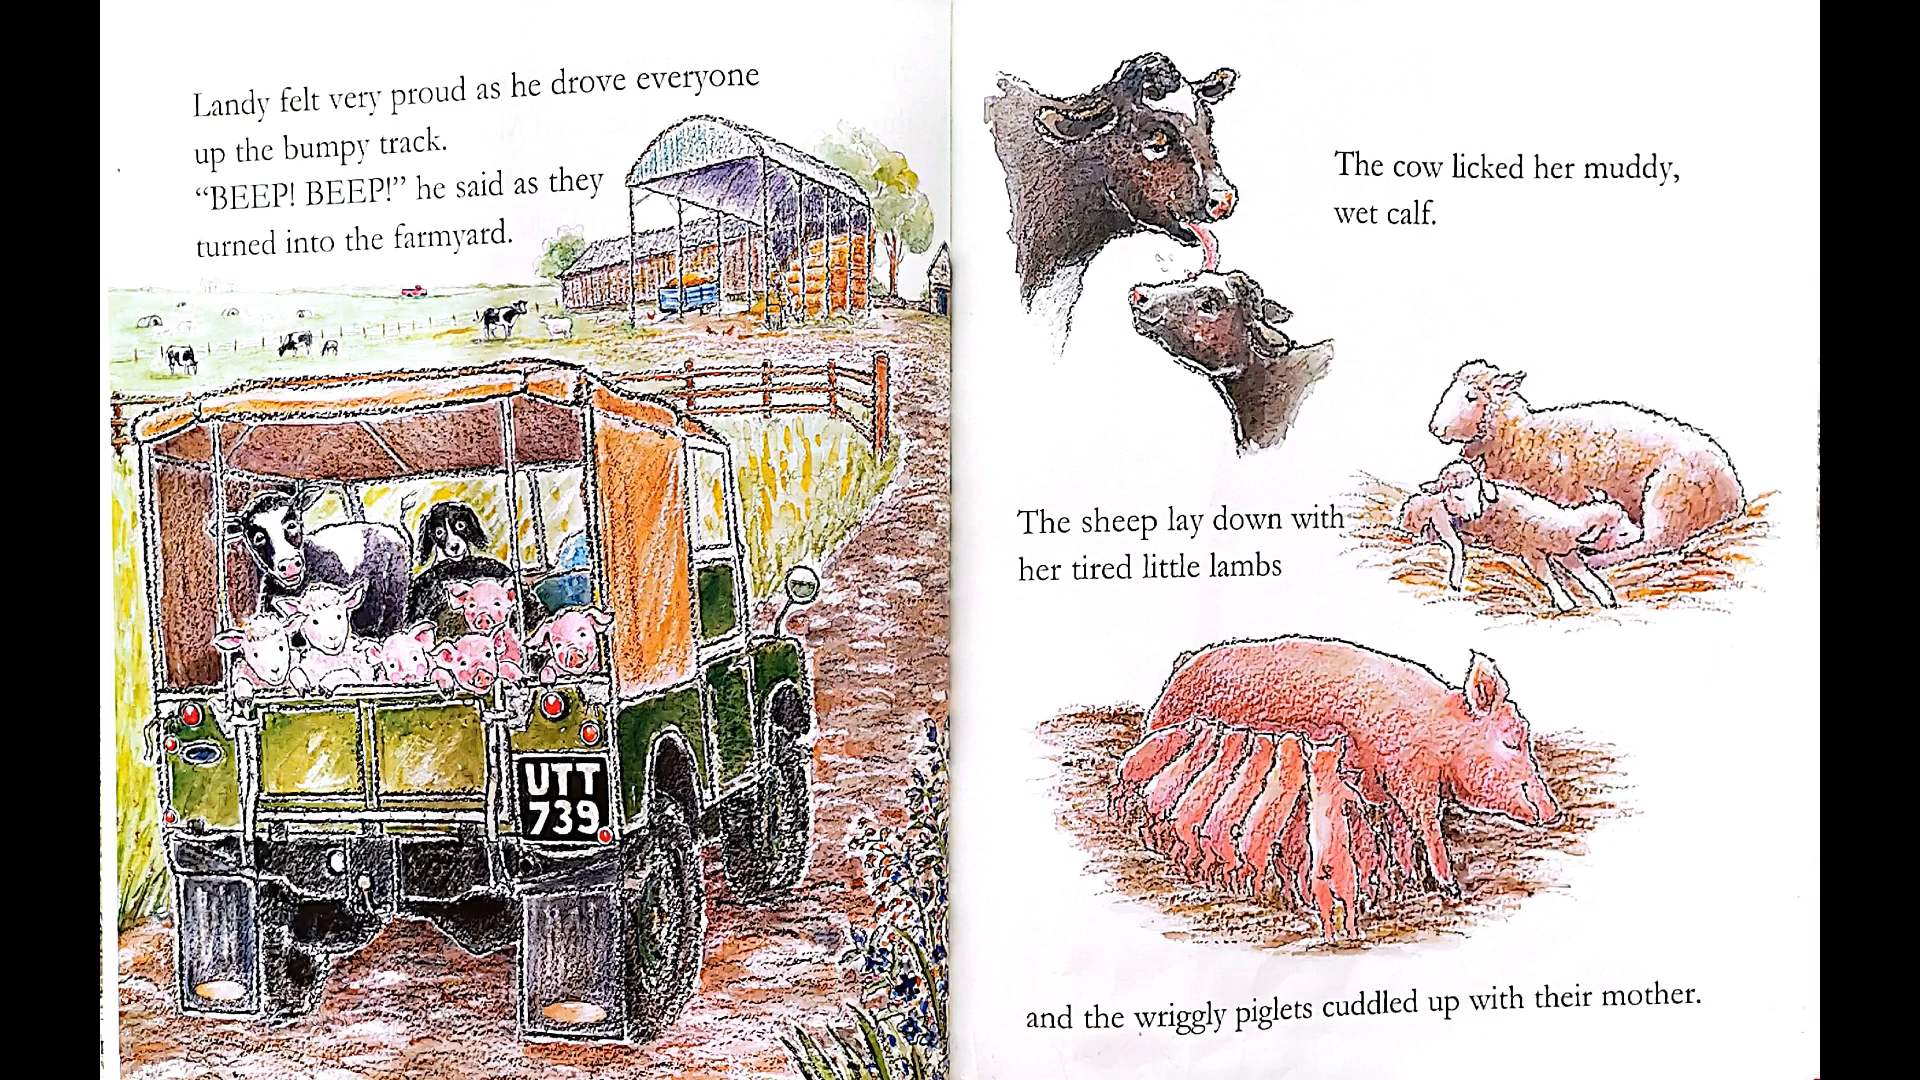 Landy felt very proud as he drove everyone
up the bumpy track.
“BEEP! BEEP!” he said as they
turned into the farmyard.
UTT
739
The cow licked her muddy,
wet calf.
The sheep lay down with
her tired little lambs
and the wriggly piglets cuddled up with their mother.